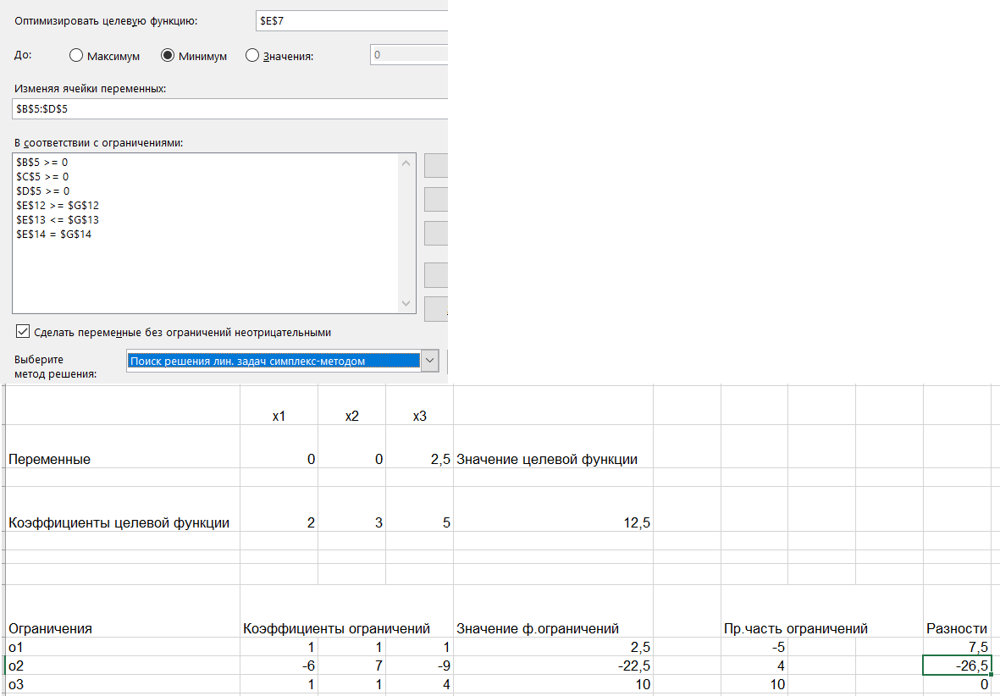 Оптимизировать целевую функцию: $E$7
До: Максимум Минимум Значения: 0
Изменяя ячейки переменных:
$B$5:$D$5
В соответствии с ограничениями:
$B$5 >= 0
$C$5 >= 0
$D$5 >= 0
$E$12 >= $G$12
$E$13 <= $G$13
$E$14 = $G$14
Сделать переменные без ограничений неотрицательными
Выберите
метод решения:
Поиск решения лин. задач симплекс-методом
x1 x2 x3
Переменные 0 0 2,5 Значение целевой функции
Коэффициенты целевой функции 2 3 5 12,5
Ограничения Коэффициенты ограничений Значение ф.ограничений Пр.часть ограничений Разности
о1 1 1 1 2,5 -5 7,5
о2 -6 7 -9 -22,5 4 -26,5
о3 1 1 4 10 10 0